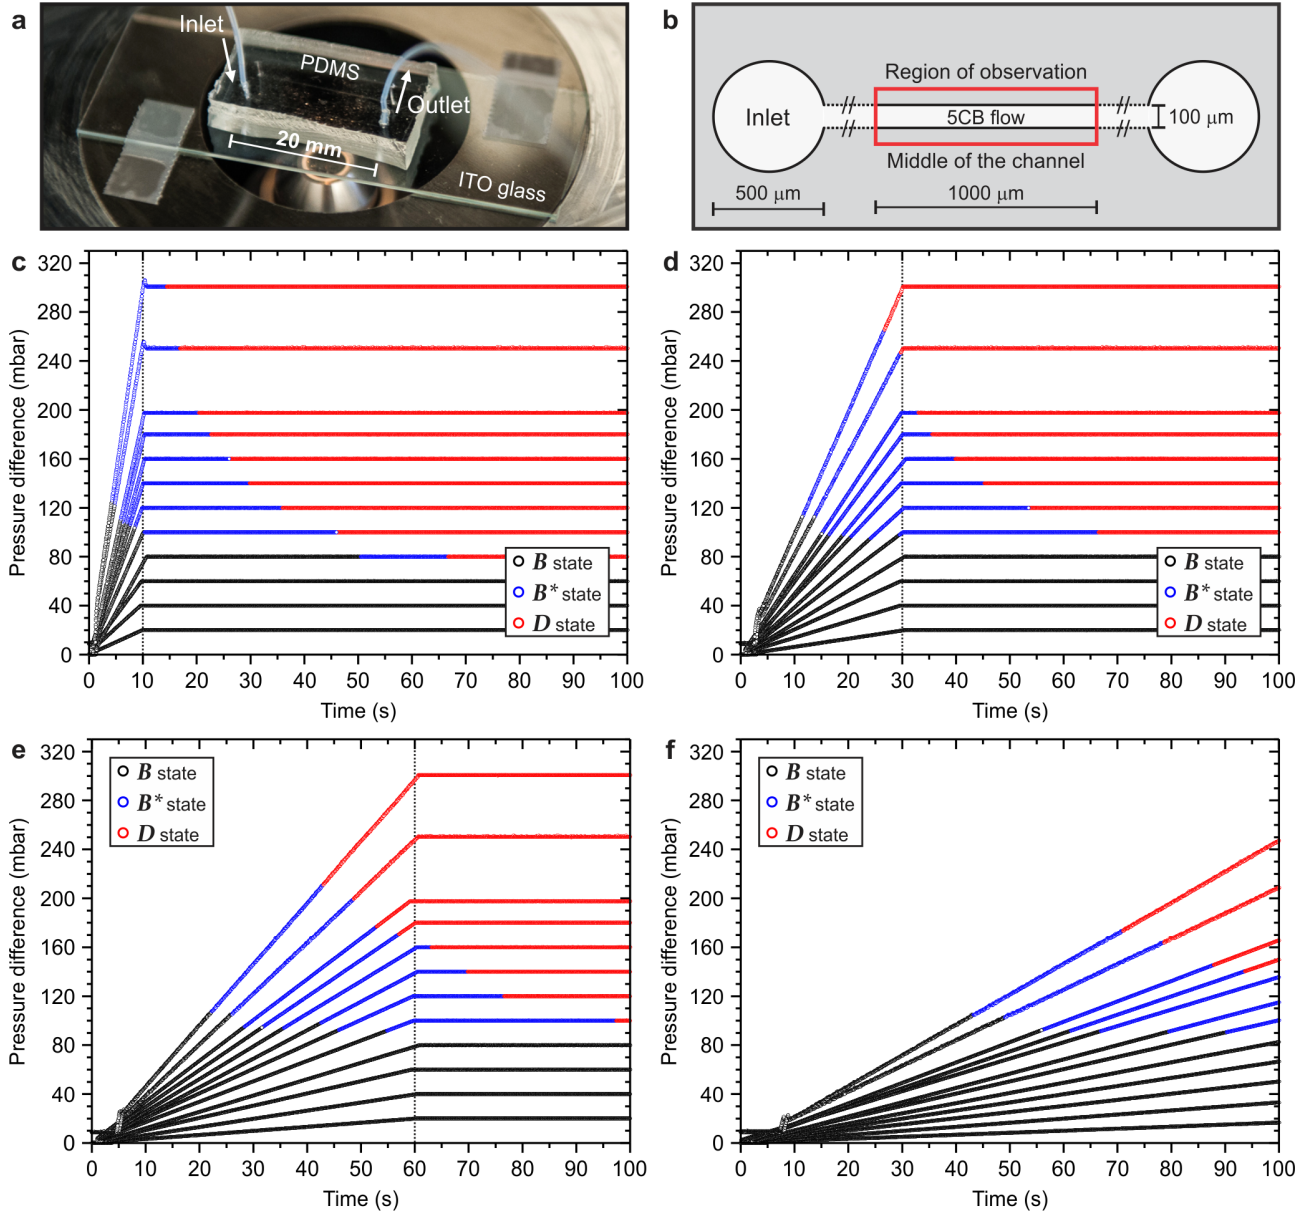 a
Inlet
PDMS
Outlet
20 mm
ITO glass
b
Region of observation
Inlet
//
5CB flow
//
100 μm
//
//
Middle of the channel
500 μm
1000 μm
c
Pressure difference (mbar)
320
280
240
200
160
120
80
40
0
B state
B* state
D state
0 10 20 30 40 50 60 70 80 90 100
Time (s)
d
Pressure difference (mbar)
320
280
240
200
160
120
80
40
0
B state
B* state
D state
0 10 20 30 40 50 60 70 80 90 100
Time (s)
e
Pressure difference (mbar)
320
280
240
200
160
120
80
40
0
B state
B* state
D state
0 10 20 30 40 50 60 70 80 90 100
Time (s)
f
Pressure difference (mbar)
320
280
240
200
160
120
80
40
0
B state
B* state
D state
0 10 20 30 40 50 60 70 80 90 100
Time (s)